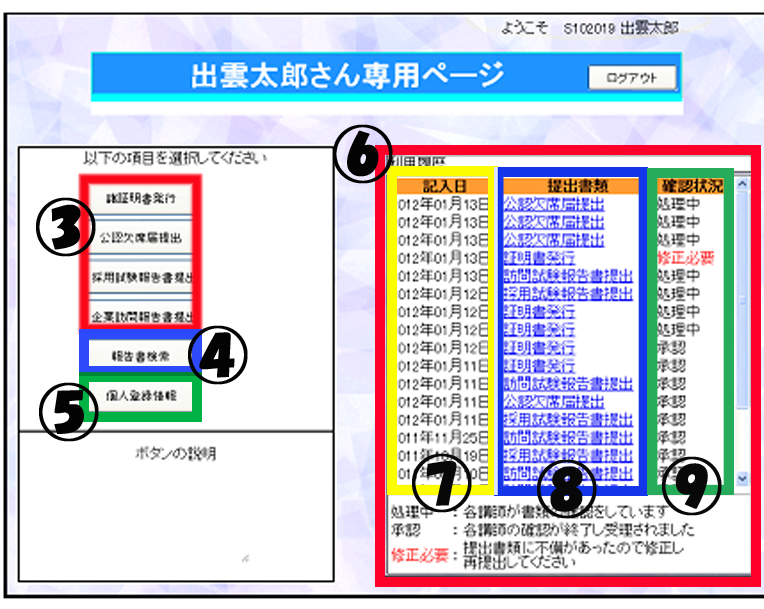 ようこそ S102019 出雲太郎
出雲太郎さん専用ページ
ログアウト
以下の項目を選択してください
諸証明書発行
③
公認欠席届提出
採用試験報告書提出
企業訪問報告書提出
④
報告書検索
⑤
個人登録情報
ボタンの説明
⑥
利用履歴
記入日 提出書類 確認状況
012年01月13日 公認欠席届提出 処理中
012年01月13日 公認欠席届提出 処理中
012年01月13日 公認欠席届提出 処理中
012年01月13日 証明書発行 修正必要
012年01月13日 訪問試験報告書提出 処理中
012年01月12日 採用試験報告書提出 処理中
012年01月12日 証明書発行 処理中
012年01月12日 証明書発行 処理中
012年01月12日 証明書発行 承認
012年01月11日 証明書発行 承認
012年01月11日 訪問試験報告書提出 承認
012年01月11日 公認欠席届提出 承認
012年01月11日 採用試験報告書提出 承認
011年11月25日 訪問試験報告書提出 承認
011年10月19日 採用試験報告書提出 承認
訪問試験報告書提出
⑦ ⑧ ⑨
処理中 : 各講師が書類の確認をしています
承認 : 各講師の確認が終了し受理されました
修正必要 : 提出書類に不備があったので修正し
再提出してください